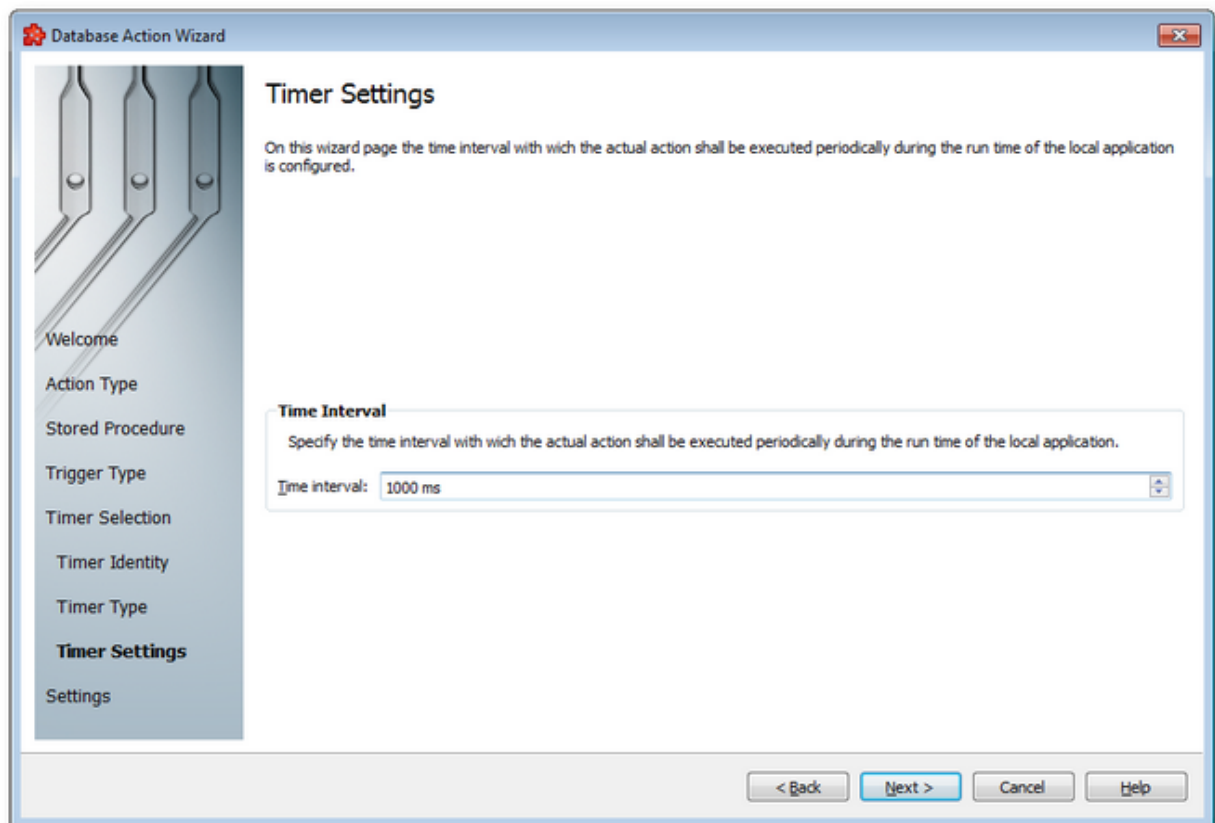 Database Action Wizard
Timer Settings
On this wizard page the time interval with wich the actual action shall be executed periodically during the run time of the local application
is configured.
Welcome
Action Type
Stored Procedure
Trigger Type
Timer Selection
Timer Identity
Timer Type
Timer Settings
Settings
Time Interval
Specify the time interval with wich the actual action shall be executed periodically during the run time of the local application.
Time interval: 1000 ms
< Back Next > Cancel Help